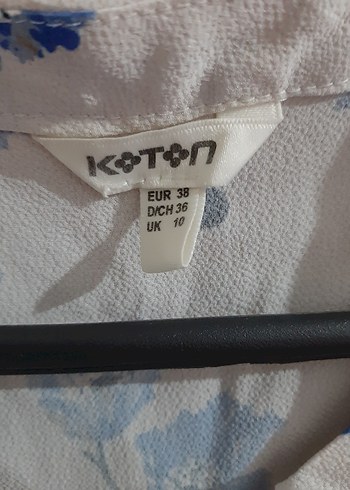 KOTON
EUR 38
D/CH 36
UK 10